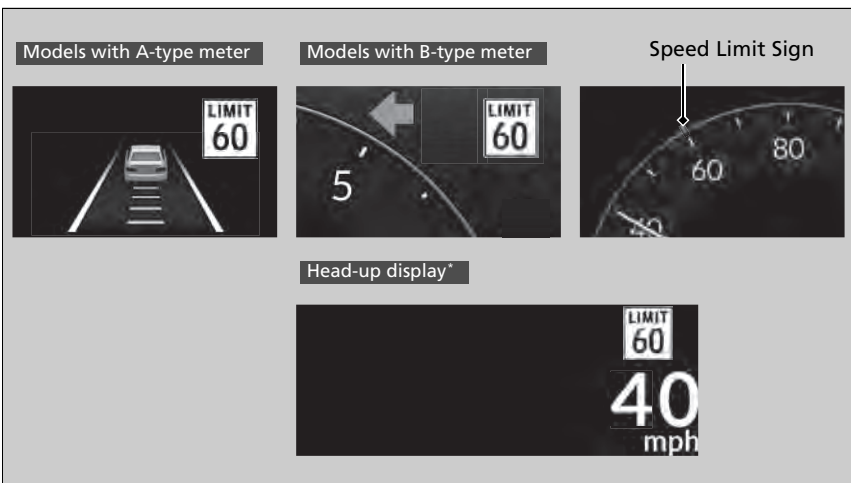 Models with A-type meter
Models with B-type meter
Speed Limit Sign
LIMIT
60
5
LIMIT
60
40
60
80
Head-up display*
LIMIT
60
40
mph